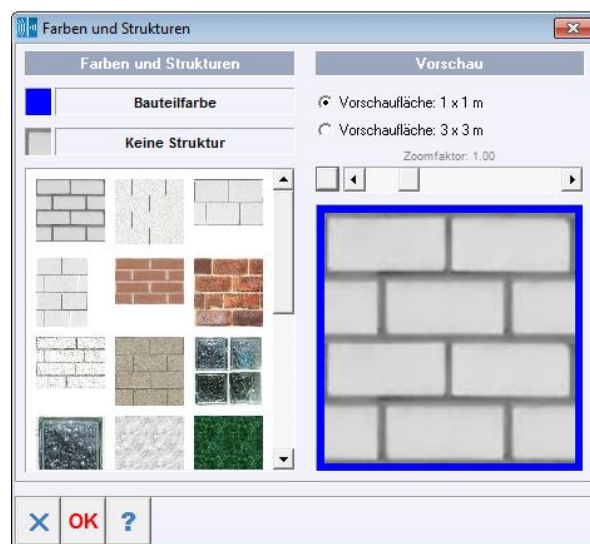 Farben und Strukturen
Farben und Strukturen
Vorschau
Bauteilfarbe
Keine Struktur
Vorschaufläche: 1 x 1 m
Vorschaufläche: 3 x 3 m
Zoomfaktor: 1.00
OK
?